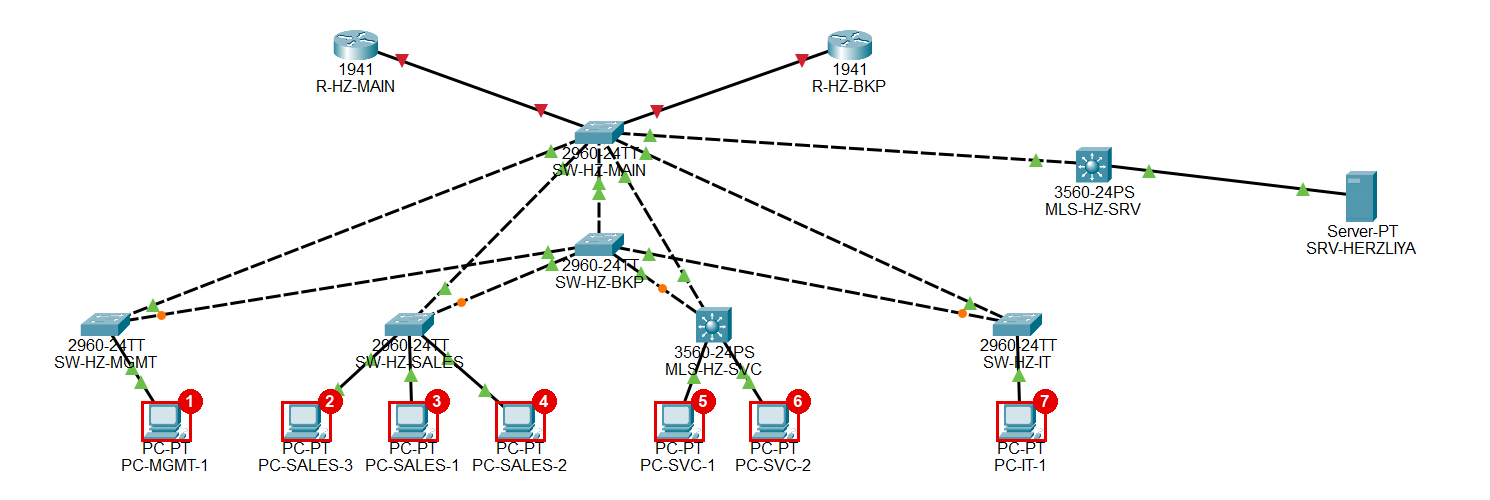 1941
R-HZ-MAIN
1941
R-HZ-BKP
2960-24TT
SW-HZ-MAIN
3560-24PS
MLS-HZ-SRV
Server-PT
SRV-HERZLIYA
2960-24TT
SW-HZ-BKP
2960-24TT
SW-HZ-MGMT
2960-24TT
SW-HZ-SALES
3560-24PS
MLS-HZ-SVC
2960-24TT
SW-HZ-IT
1
PC-PT
PC-MGMT-1
2
PC-PT
PC-SALES-3
3
PC-PT
PC-SALES-1
4
PC-PT
PC-SALES-2
5
PC-PT
PC-SVC-1
6
PC-PT
PC-SVC-2
7
PC-PT
PC-IT-1